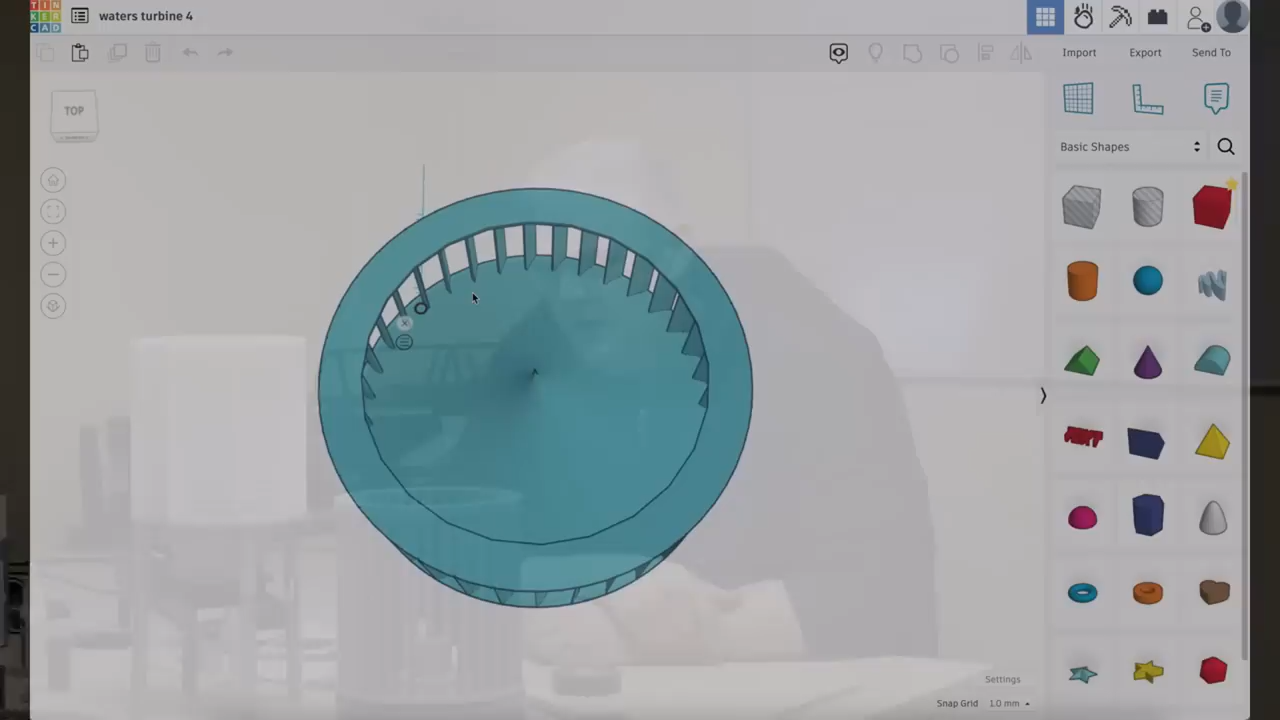 TIN
KER
CAD
waters turbine 4
Import
Export
Send To
TOP
Basic Shapes
Settings
Snap Grid 1.0 mm